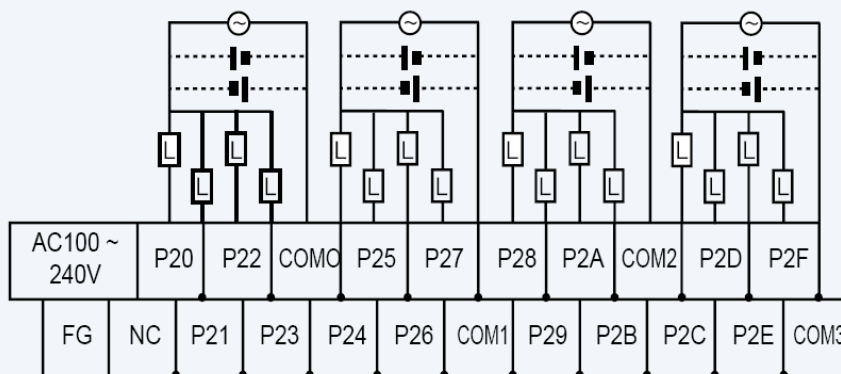 ~ ~ ~ ~
L L L L
L L L L
L L L L
L L L L
AC100 ~
240V
P20 P22 COMO P25 P27 P28 P2A COM2 P2D P2F
FG NC P21 P23 P24 P26 COM1 P29 P2B P2C P2E COM3